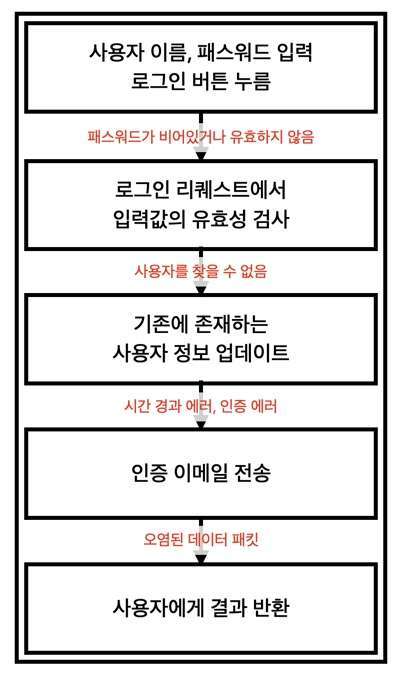 사용자 이름, 패스워드 입력
로그인 버튼 누름
패스워드가 비어있거나 유효하지 않음
로그인 리퀘스트에서
입력값의 유효성 검사
사용자를 찾을 수 없음
기존에 존재하는
사용자 정보 업데이트
시간 경과 에러, 인증 에러
인증 이메일 전송
오염된 데이터 패킷
사용자에게 결과 반환